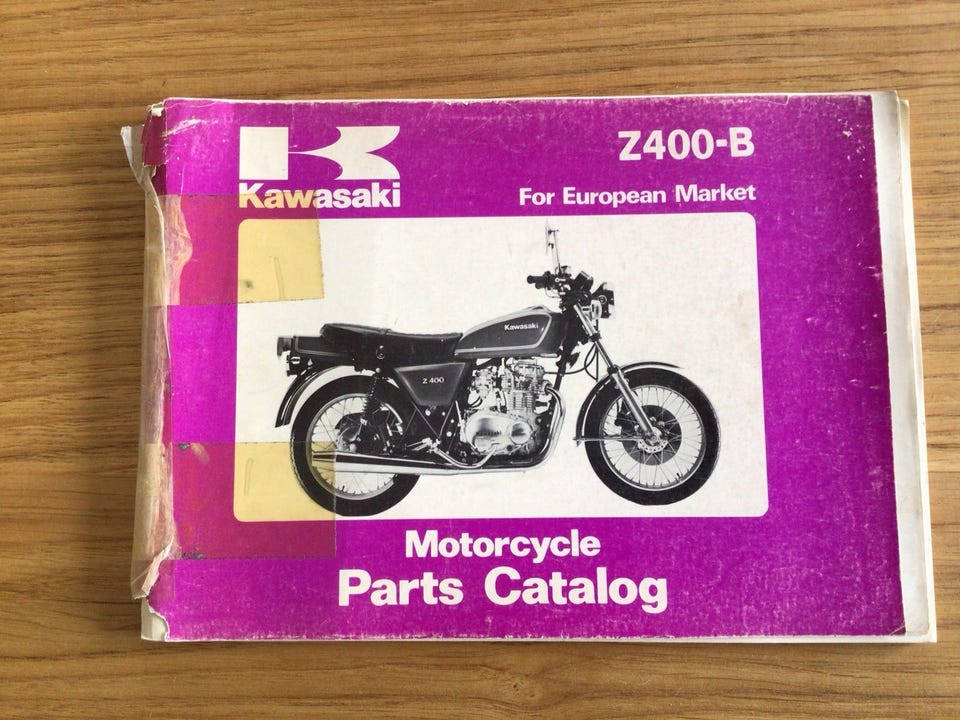 Z400-B
Kawasaki
For European Market
Kawasaki
Z 400
Motorcycle
Parts Catalog